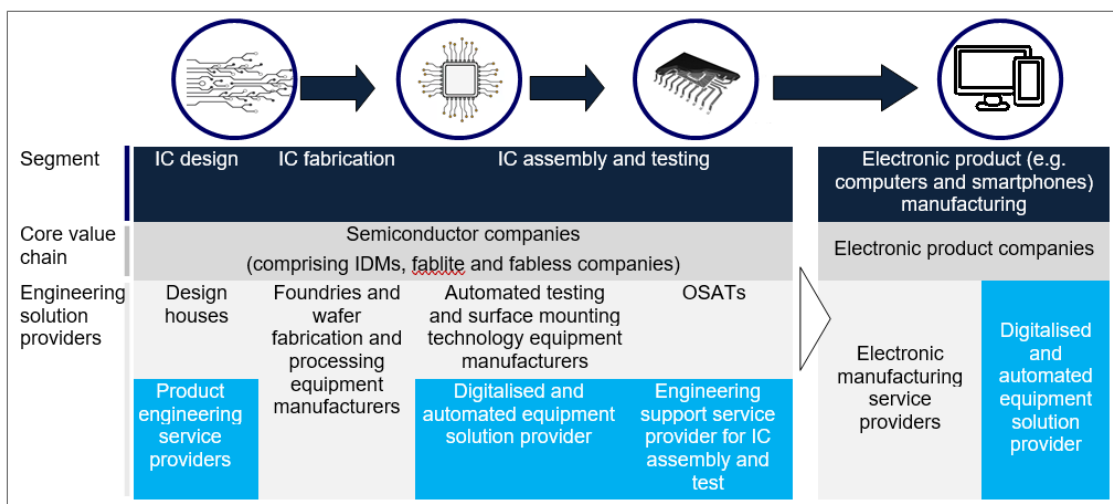 Segment
IC design
IC fabrication
IC assembly and testing
Electronic product (e.g.
computers and smartphones)
manufacturing
Core value
chain
Semiconductor companies
(comprising IDMs, fablite and fabless companies)
Electronic product companies
Engineering
solution
providers
Design
houses
Foundries and
wafer
fabrication and
processing
equipment
manufacturers
Automated testing
and surface mounting
technology equipment
manufacturers
OSATs
Product
engineering
service
providers
Digitalised and
automated equipment
solution provider
Engineering
support service
provider for IC
assembly and
test
Electronic
manufacturing
service
providers
Digitalised
and
automated
equipment
solution
provider